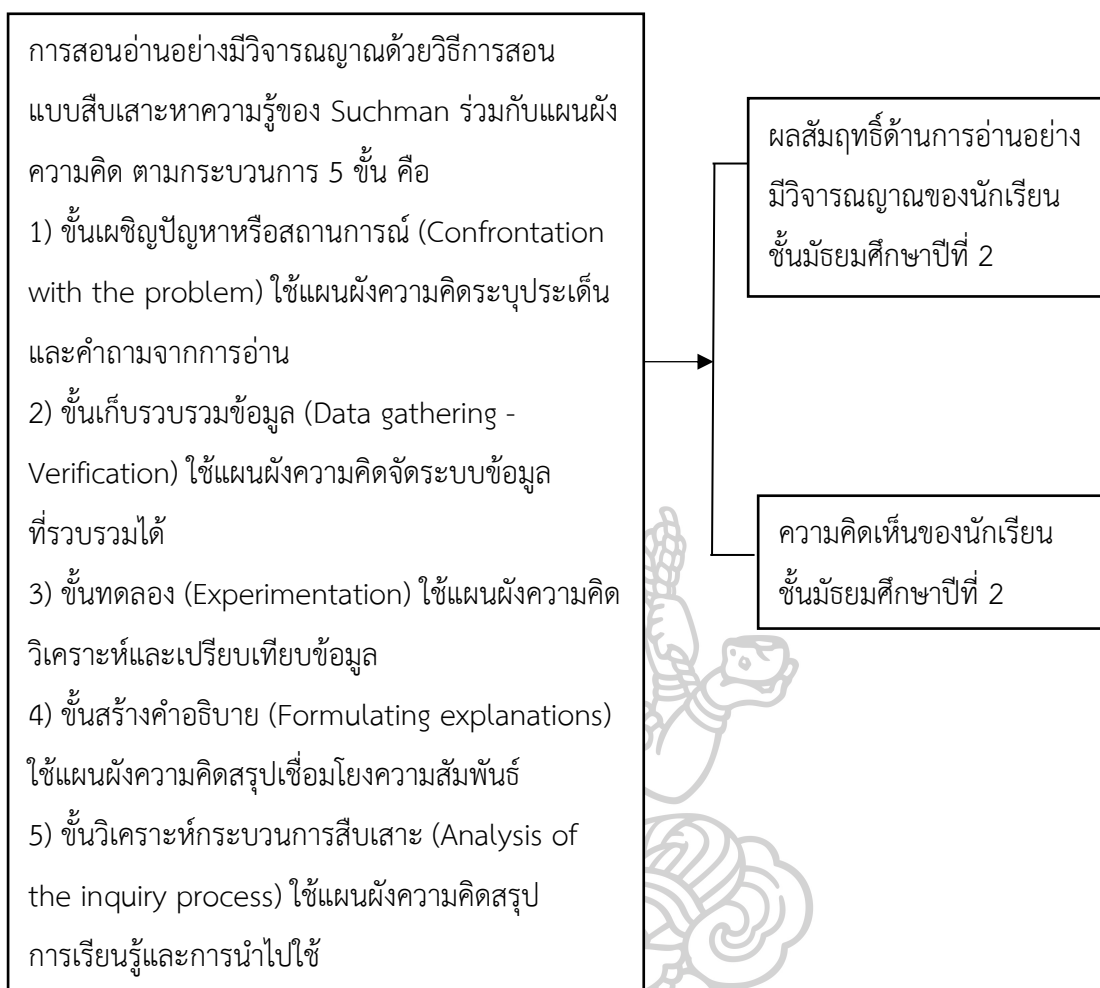 การสอนอ่านอย่างมีวิจารณญาณด้วยวิธีการสอน
แบบสืบเสาะหาความรู้ของ Suchman ร่วมกับแผนผัง
ความคิด ตามกระบวนการ 5 ขั้น คือ
1) ขั้นเผชิญปัญหาหรือสถานการณ์ (Confrontation
with the problem) ใช้แผนผังความคิดระบุประเด็น
และคำถามจากการอ่าน
2) ขั้นเก็บรวบรวมข้อมูล (Data gathering -
Verification) ใช้แผนผังความคิดจัดระบบข้อมูล
ที่รวบรวมได้
3) ขั้นทดลอง (Experimentation) ใช้แผนผังความคิด
วิเคราะห์และเปรียบเทียบข้อมูล
4) ขั้นสร้างคำอธิบาย (Formulating explanations)
ใช้แผนผังความคิดสรุปเชื่อมโยงความสัมพันธ์
5) ขั้นวิเคราะห์กระบวนการสืบเสาะ (Analysis of
the inquiry process) ใช้แผนผังความคิดสรุป
การเรียนรู้และการนำไปใช้
ผลสัมฤทธิ์ด้านการอ่านอย่าง
มีวิจารณญาณของนักเรียน
ชั้นมัธยมศึกษาปีที่ 2
ความคิดเห็นของนักเรียน
ชั้นมัธยมศึกษาปีที่ 2